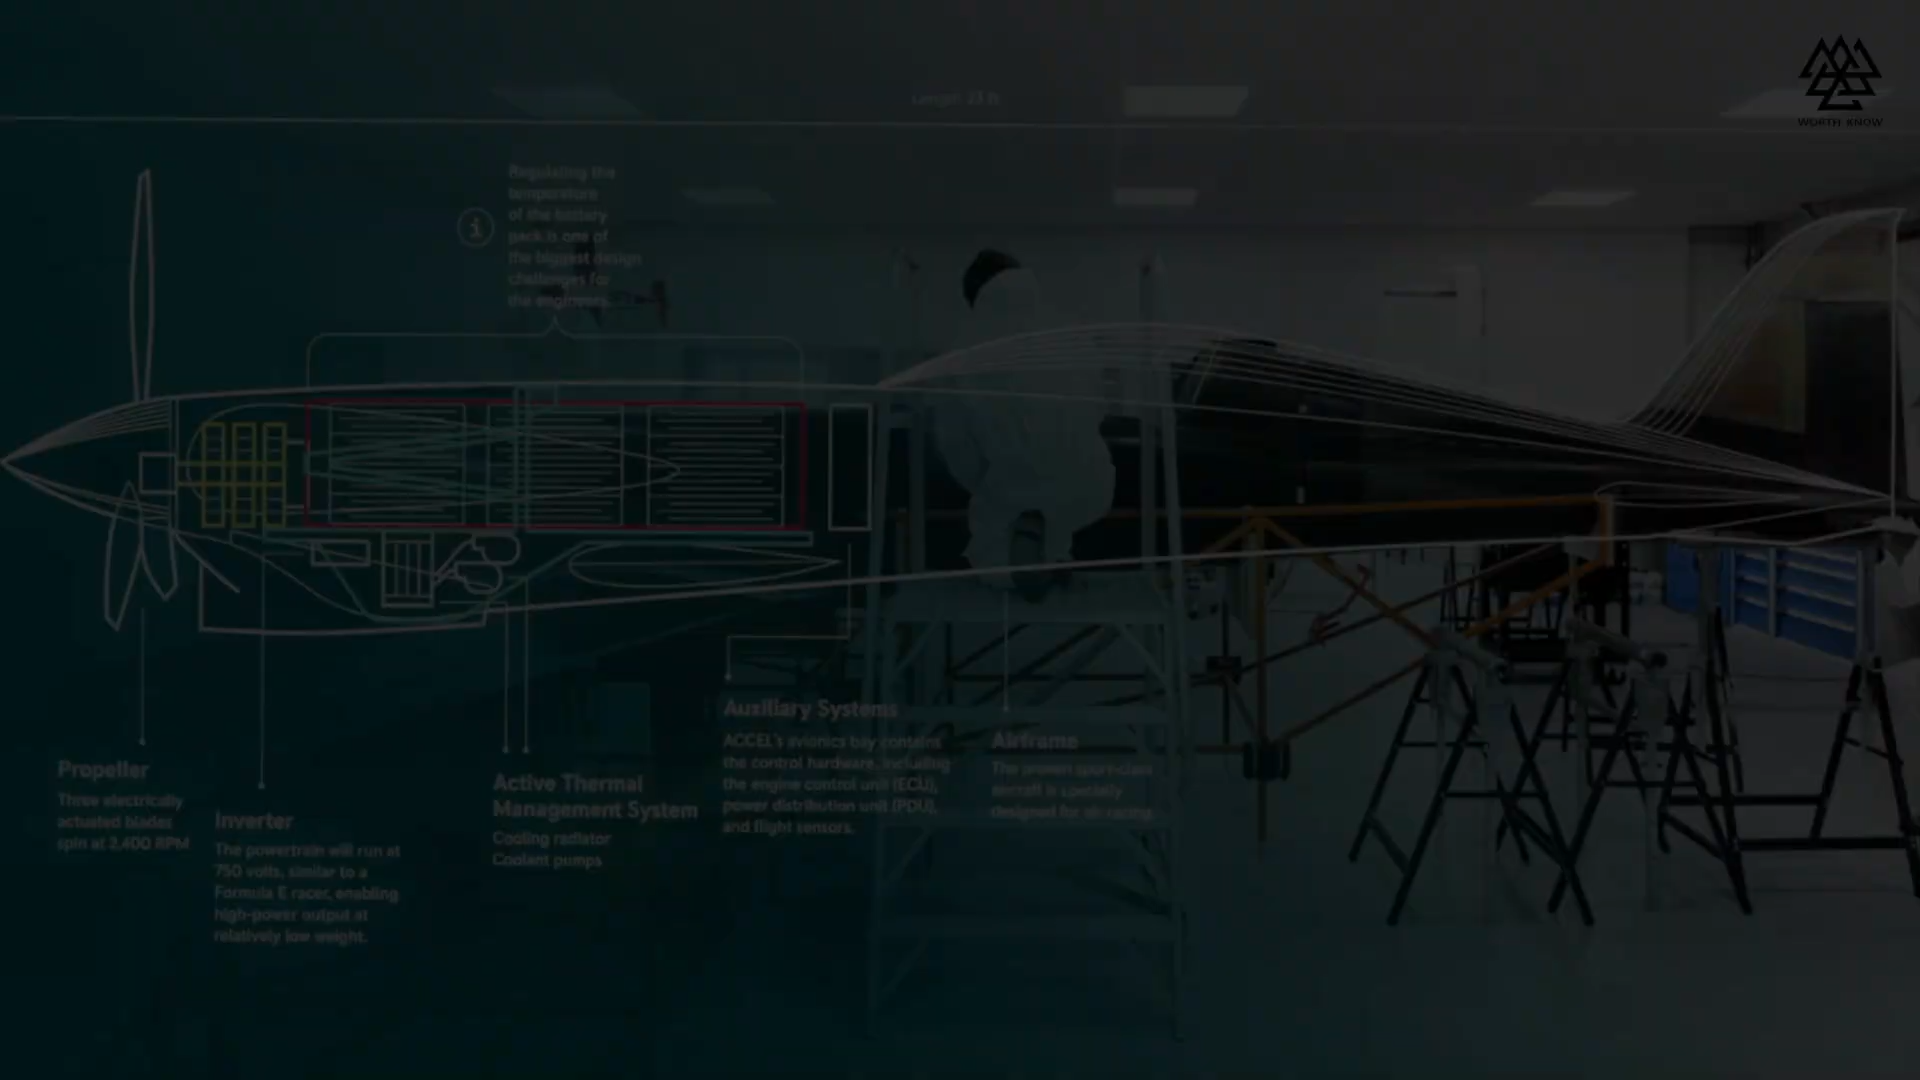 WORTH KNOW
Length 23 ft
Regulating the
temperature
of the battery
pack is one of
the biggest design
challenges for
the engineers.
i
Propeller
Three electrically
actuated blades
spin at 2,400 RPM
Inverter
The powertrain will run at
750 volts, similar to a
Formula E racer, enabling
high-power output at
relatively low weight.
Active Thermal
Management System
Cooling radiator
Coolant pumps
Auxiliary Systems
ACCEL's avionics bay contains
the control hardware, including
the engine control unit (ECU),
power distribution unit (PDU),
and flight sensors.
Airframe
The proven sport-class
aircraft is specially
designed for air racing.